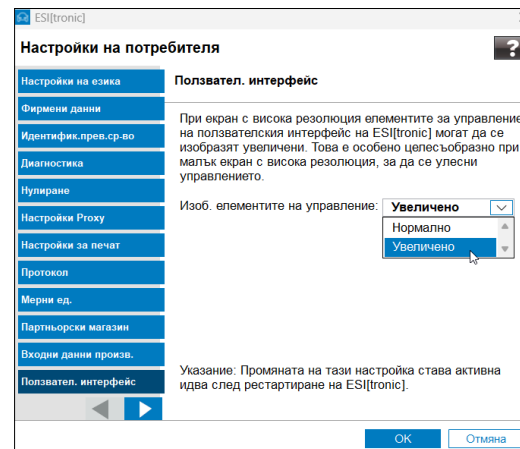 ESI[tronic]
Настройки на потребителя
?
Настройки на езика
Фирмени данни
Идентифик.прев.ср-во
Диагностика
Нулиране
Настройки Proxy
Настройки за печат
Протокол
Мерни ед.
Партньорски магазин
Входни данни произв.
Ползвател. интерфейс
Ползвател. интерфейс
При екран с висока резолюция елементите за управление
на ползвателския интерфейс на ESI[tronic] могат да се
изобразят увеличени. Това е особено целесъобразно при
малък екран с висока резолюция, за да се улесни
управлението.
Изоб. елементите на управление: Увеличено
Нормално
Увеличено
Указание: Промяната на тази настройка става активна
идва след рестартиране на ESI[tronic].
OK Отмяна